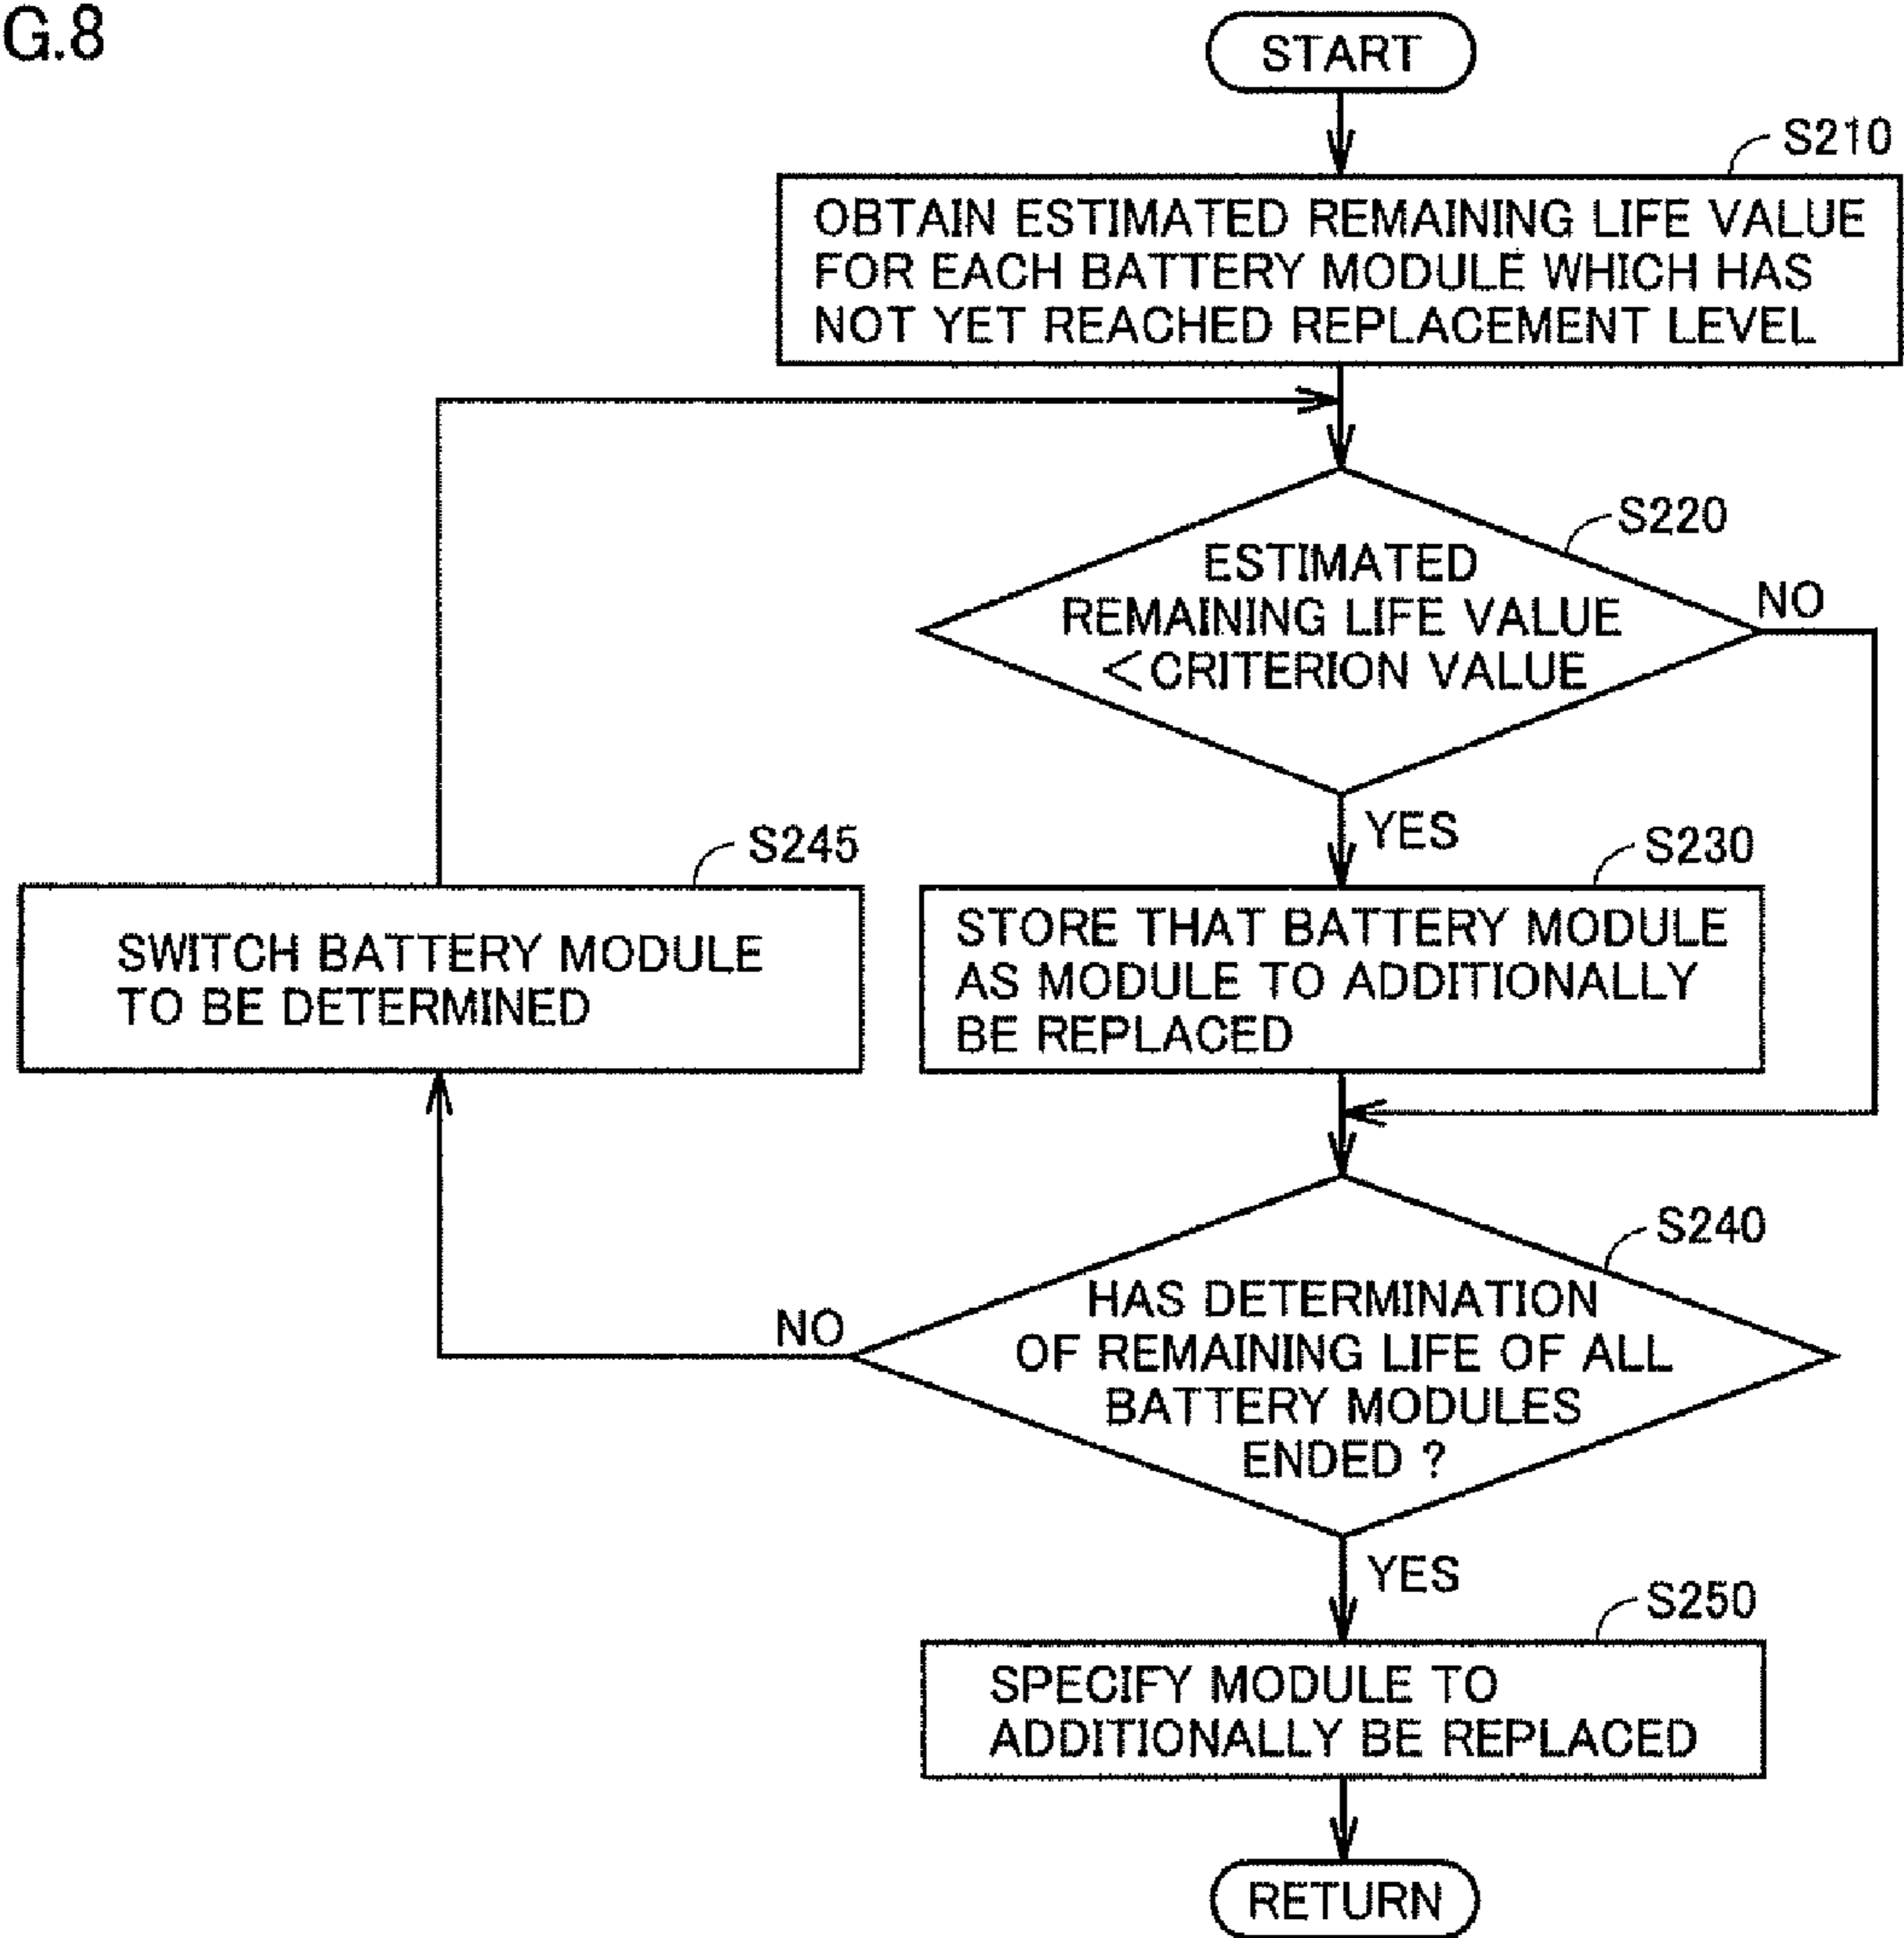 G.8
START
S210
OBTAIN ESTIMATED REMAINING LIFE VALUE
FOR EACH BATTERY MODULE WHICH HAS
NOT YET REACHED REPLACEMENT LEVEL
S220
ESTIMATED
REMAINING LIFE VALUE
<CRITERION VALUE
NO
YES
S245
SWITCH BATTERY MODULE
TO BE DETERMINED
S230
STORE THAT BATTERY MODULE
AS MODULE TO ADDITIONALLY
BE REPLACED
S240
HAS DETERMINATION
OF REMAINING LIFE OF ALL
BATTERY MODULES
ENDED ?
NO
YES
S250
SPECIFY MODULE TO
ADDITIONALLY BE REPLACED
RETURN